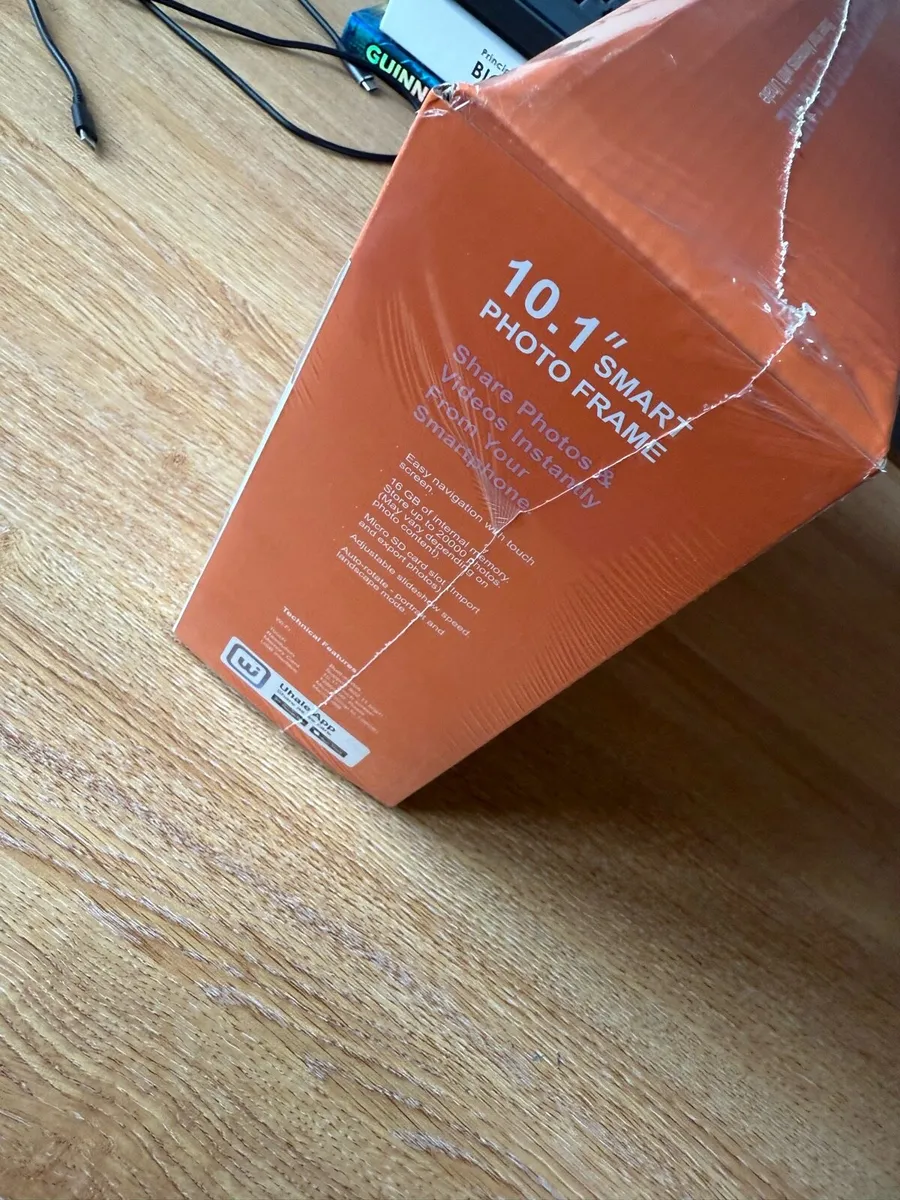 GUINN
Princip
10.1" SMART
PHOTO FRAME
Share Photos &
Videos Instantly
From Your
Smartphone
Easy navigation with touch
screen.
16 GB of internal memory.
Store up to 20000 photos.
(May vary depending on
photo content)
Micro SD card slot (Import
and export photos)
Adjustable slideshow speed.
Auto-rotate - portrait and
landscape mode
Technical Features
Uhale App